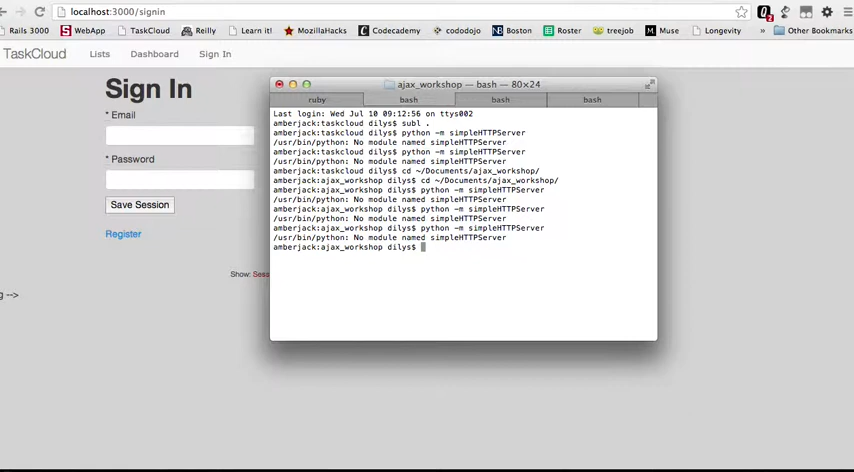 localhost:3000/signin
Rails 3000 WebApp TaskCloud Reilly Learn it! MozillaHacks Codecademy cododojo Boston Roster treejob Muse Longevity » Other Bookmarks
TaskCloud Lists Dashboard Sign In
Sign In
* Email
* Password
Save Session
Register
Show: Sess
g -->
ajax_workshop — bash — 80×24
ruby bash bash bash
Last login: Wed Jul 10 09:12:56 on ttys002
amberjack:taskcloud dilys$ subl .
amberjack:taskcloud dilys$ python -m simpleHTTPServer
/usr/bin/python: No module named simpleHTTPServer
amberjack:taskcloud dilys$ python -m simpleHTTPServer
/usr/bin/python: No module named simpleHTTPServer
amberjack:taskcloud dilys$ cd ~/Documents/ajax_workshop/
amberjack:ajax_workshop dilys$ cd ~/Documents/ajax_workshop/
amberjack:ajax_workshop dilys$ python -m simpleHTTPServer
/usr/bin/python: No module named simpleHTTPServer
amberjack:ajax_workshop dilys$ python -m simpleHTTPServer
/usr/bin/python: No module named simpleHTTPServer
amberjack:ajax_workshop dilys$ python -m simpleHTTPServer
/usr/bin/python: No module named simpleHTTPServer
amberjack:ajax_workshop dilys$